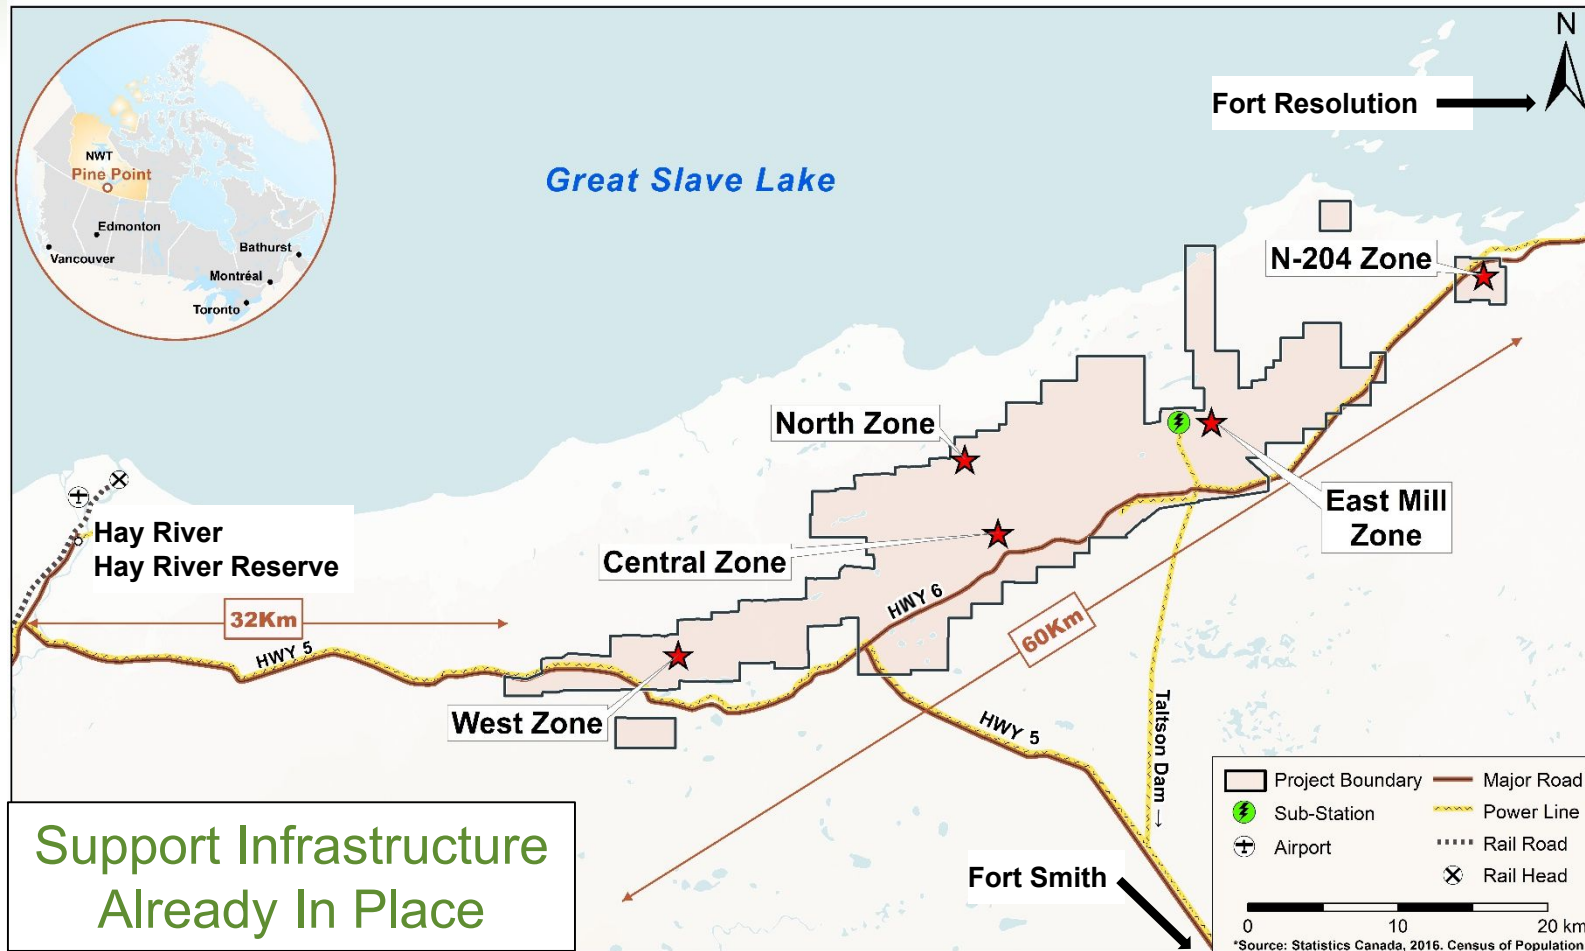 N
Fort Resolution
NWT
Pine Point
Edmonton
Vancouver
Bathurst
Montréal
Toronto
Great Slave Lake
N-204 Zone
North Zone
East Mill
Zone
Central Zone
Hay River
Hay River Reserve
32Km
HWY 5
HWY 6
60Km
West Zone
HWY 5
Taltson Dam →
Fort Smith
Support Infrastructure
Already In Place
Project Boundary
Sub-Station
Airport
Major Road
Power Line
Rail Road
Rail Head
0 10 20 km
*Source: Statistics Canada, 2016. Census of Population